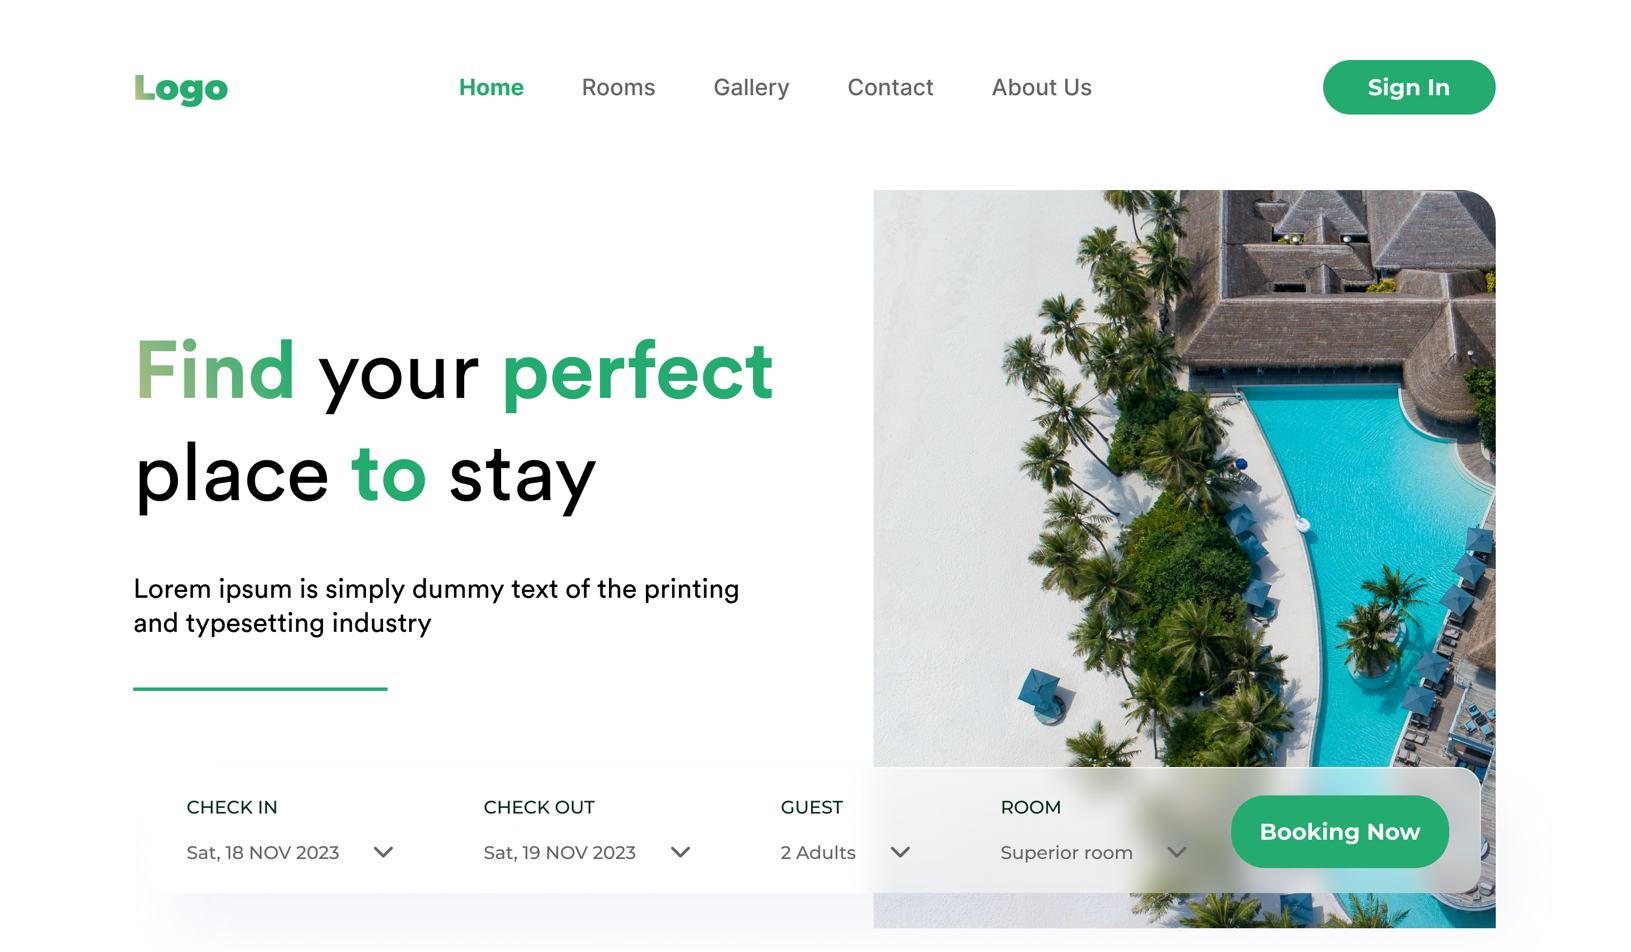 Logo
Home Rooms Gallery Contact About Us
Sign In
Find your perfect
place to stay
Lorem ipsum is simply dummy text of the printing
and typesetting industry
CHECK IN
Sat, 18 NOV 2023
CHECK OUT
Sat, 19 NOV 2023
GUEST
2 Adults
ROOM
Superior room
Booking Now